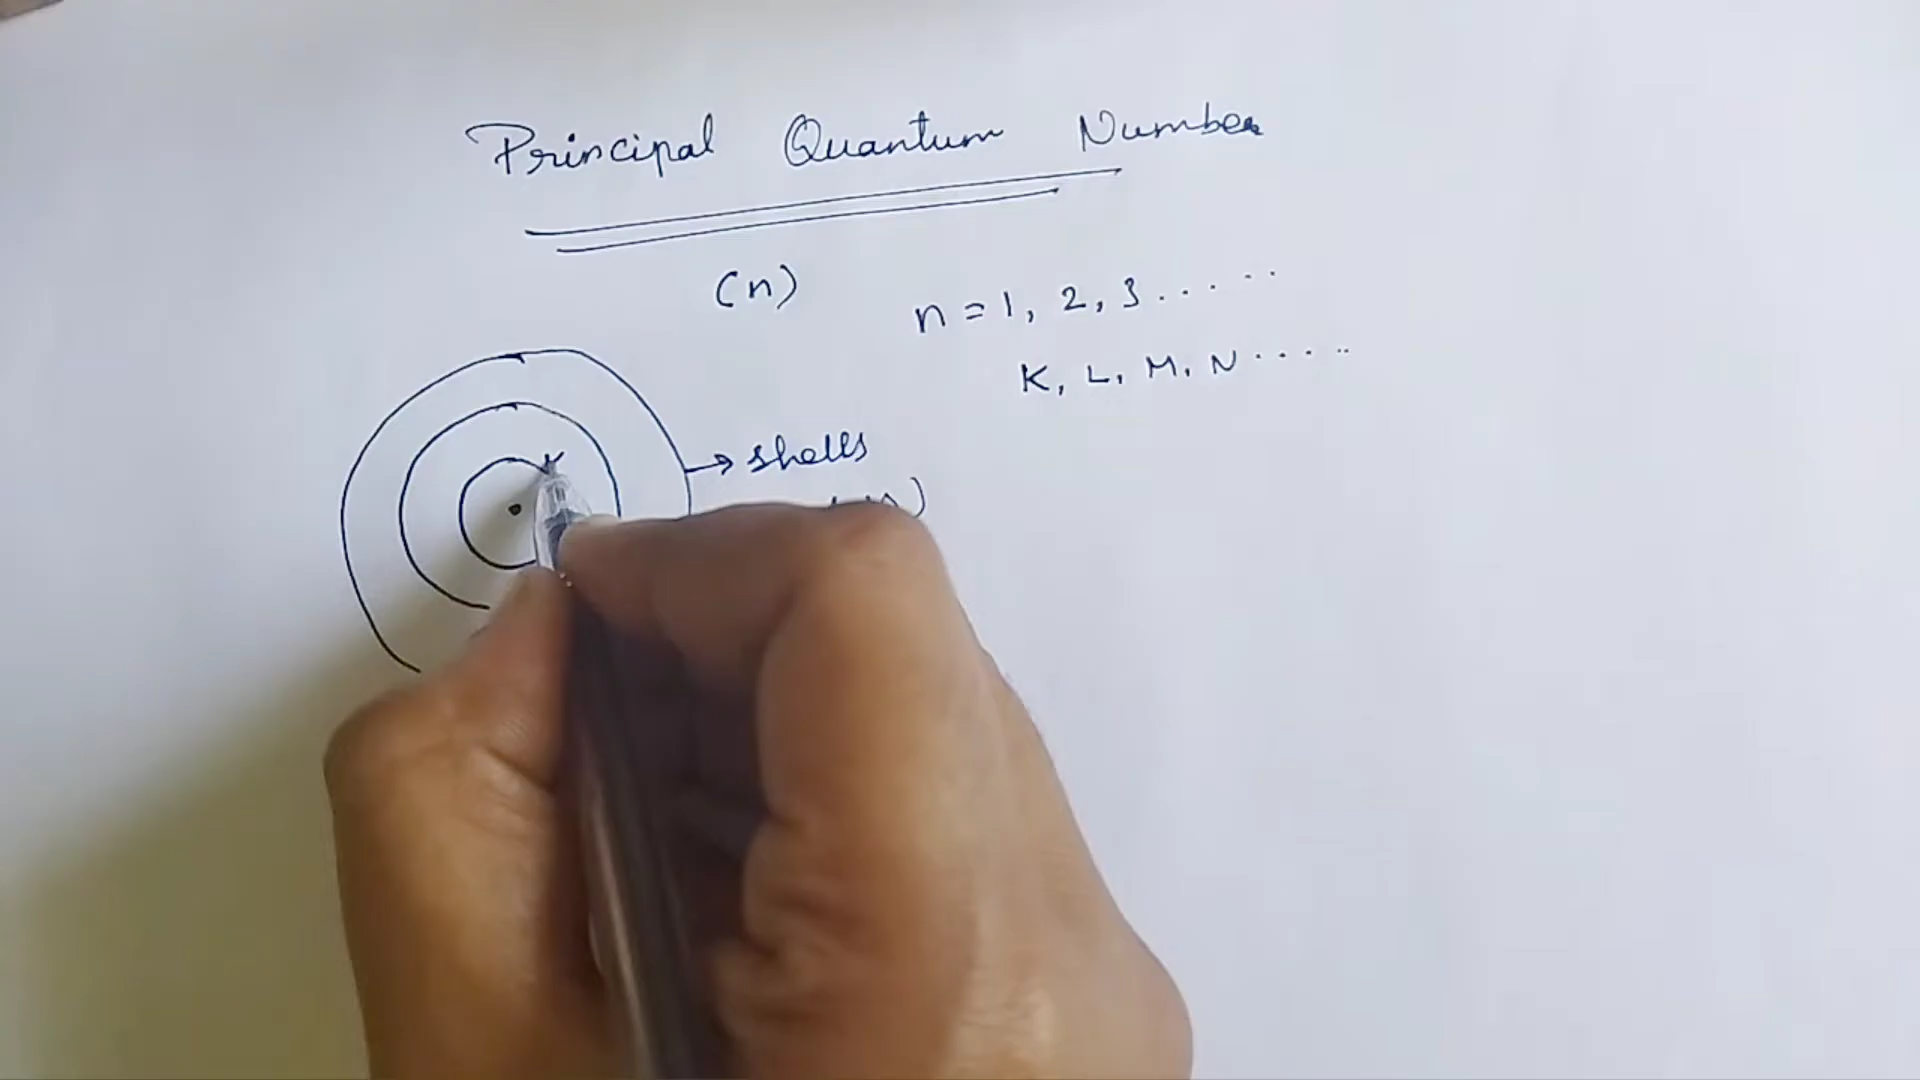 Principal Quantum Number
(n)
n = 1, 2, 3 . . . . . .
K, L, M, N . . . . .
→ shells